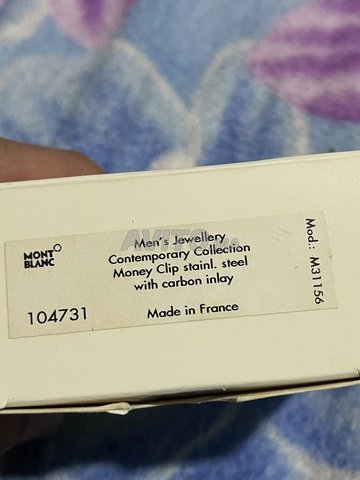 MONT
BLANC
Men's Jewellery
Contemporary Collection
Money Clip stainl. steel
with carbon inlay
104731
Made in France
Mod.: M31156
AVITO